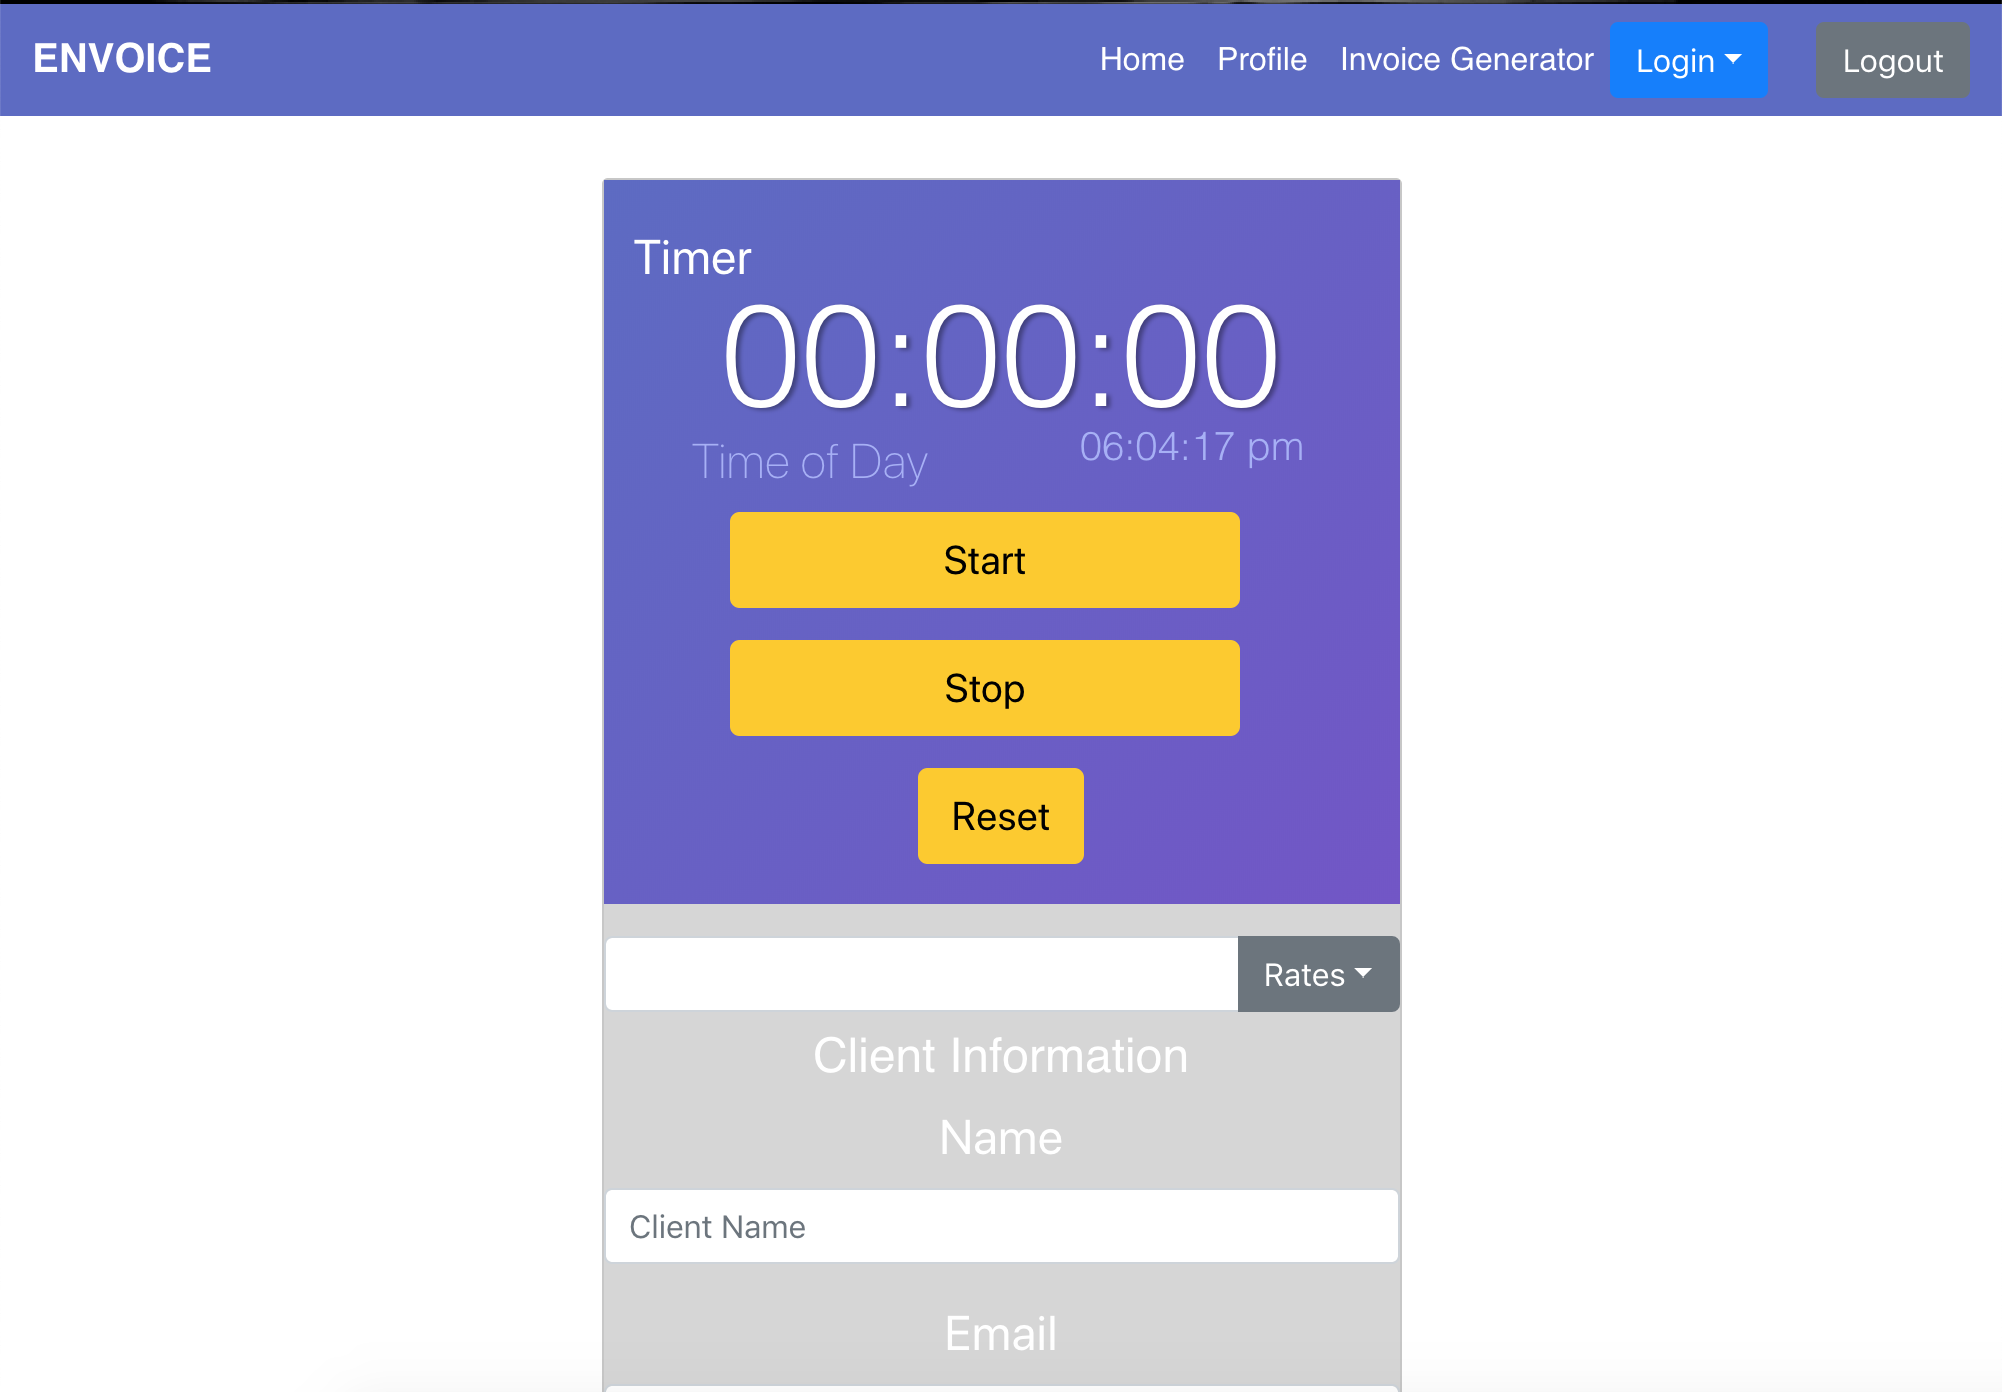 ENVOICE Home Profile Invoice Generator Login Logout
Timer
00:00:00
Time of Day 06:04:17 pm
Start
Stop
Reset
Rates
Client Information
Name
Client Name
Email